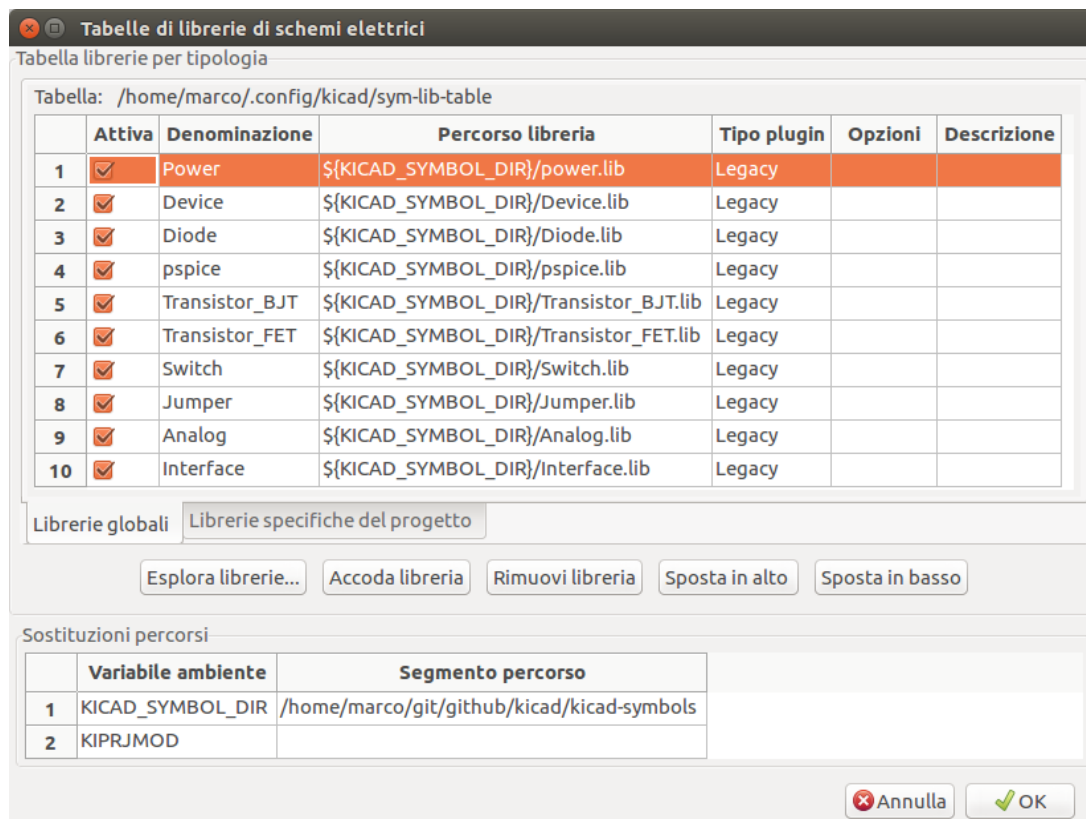 Tabelle di librerie di schemi elettrici
Tabella librerie per tipologia
Tabella: /home/marco/.config/kicad/sym-lib-table
Attiva Denominazione Percorso libreria Tipo plugin Opzioni Descrizione
1 Power ${KICAD_SYMBOL_DIR}/power.lib Legacy
2 Device ${KICAD_SYMBOL_DIR}/Device.lib Legacy
3 Diode ${KICAD_SYMBOL_DIR}/Diode.lib Legacy
4 pspice ${KICAD_SYMBOL_DIR}/pspice.lib Legacy
5 Transistor_BJT ${KICAD_SYMBOL_DIR}/Transistor_BJT.lib Legacy
6 Transistor_FET ${KICAD_SYMBOL_DIR}/Transistor_FET.lib Legacy
7 Switch ${KICAD_SYMBOL_DIR}/Switch.lib Legacy
8 Jumper ${KICAD_SYMBOL_DIR}/Jumper.lib Legacy
9 Analog ${KICAD_SYMBOL_DIR}/Analog.lib Legacy
10 Interface ${KICAD_SYMBOL_DIR}/Interface.lib Legacy
Librerie globali Librerie specifiche del progetto
Esplora librerie... Accoda libreria Rimuovi libreria Sposta in alto Sposta in basso
Sostituzioni percorsi
Variabile ambiente Segmento percorso
1 KICAD_SYMBOL_DIR /home/marco/git/github/kicad/kicad-symbols
2 KIPRJMOD
Annulla OK